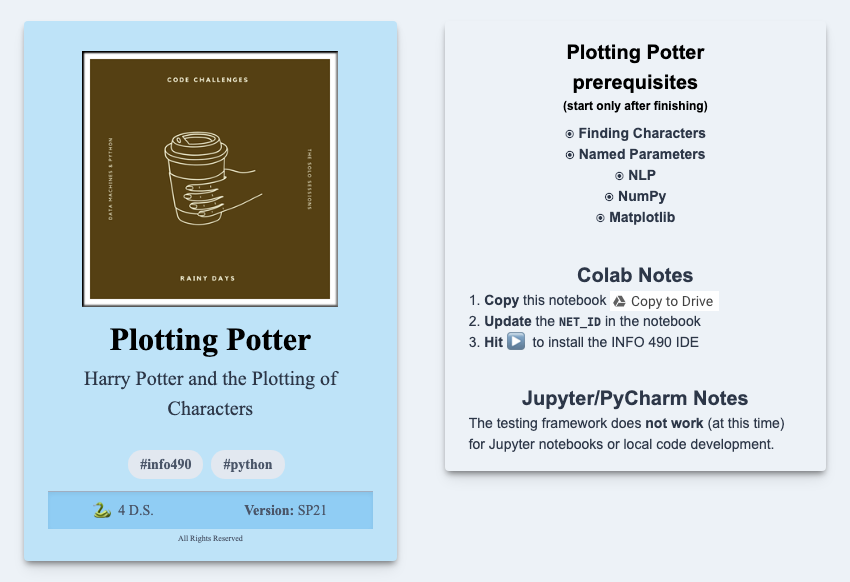 CODE CHALLENGES
DATA MACHINES & PYTHON
THE SOLO SESSIONS
RAINY DAYS
Plotting Potter
Harry Potter and the Plotting of
Characters
#info490
#python
4 D.S.
Version: SP21
All Rights Reserved
Plotting Potter
prerequisites
(start only after finishing)
Finding Characters
Named Parameters
NLP
NumPy
Matplotlib
Colab Notes
1. Copy this notebook Copy to Drive
2. Update the NET_ID in the notebook
3. Hit to install the INFO 490 IDE
Jupyter/PyCharm Notes
The testing framework does not work (at this time)
for Jupyter notebooks or local code development.